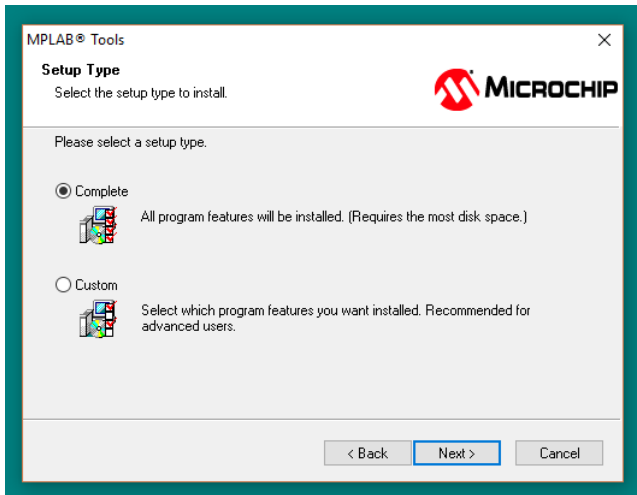 MPLAB® Tools
Setup Type
Select the setup type to install.
MICROCHIP
Please select a setup type.
Complete
All program features will be installed. (Requires the most disk space.)
Custom
Select which program features you want installed. Recommended for
advanced users.
< Back
Next >
Cancel